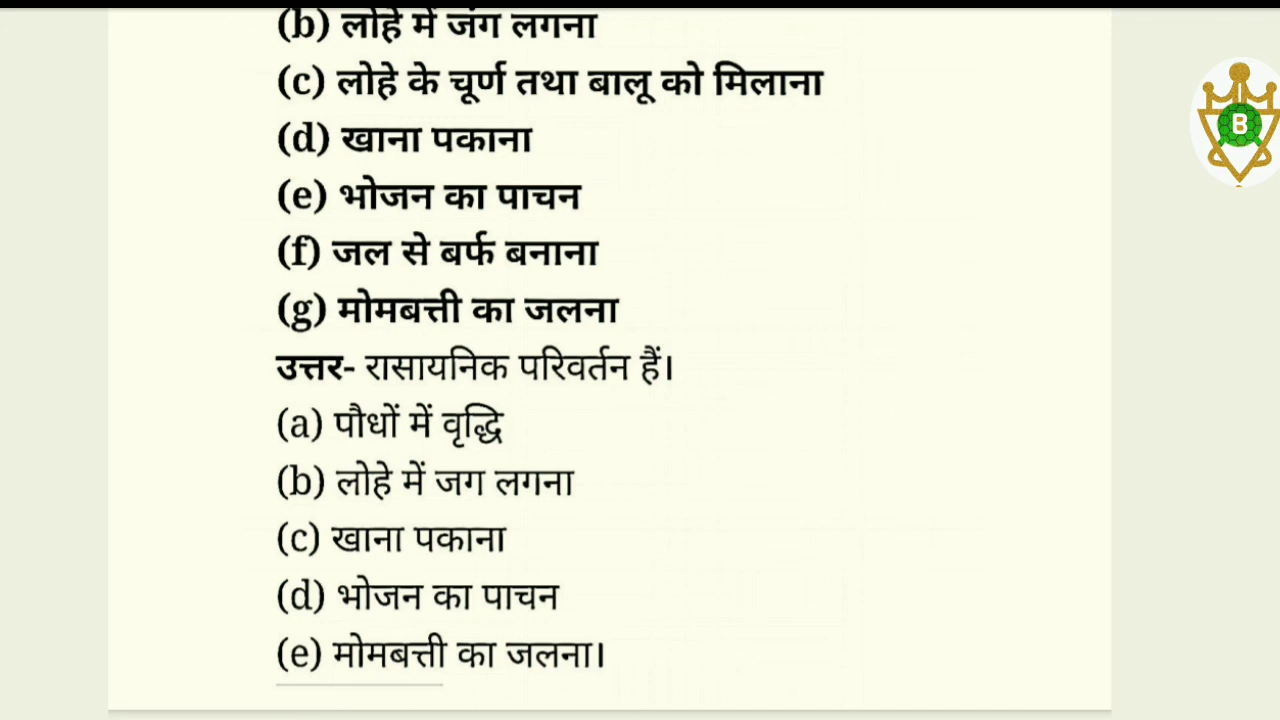 (b) लोहे में जंग लगना
(c) लोहे के चूर्ण तथा बालू को मिलाना
(d) खाना पकाना
(e) भोजन का पाचन
(f) जल से बर्फ बनाना
(g) मोमबत्ती का जलना
उत्तर- रासायनिक परिवर्तन हैं।
(a) पौधों में वृद्धि
(b) लोहे में जग लगना
(c) खाना पकाना
(d) भोजन का पाचन
(e) मोमबत्ती का जलना।
B